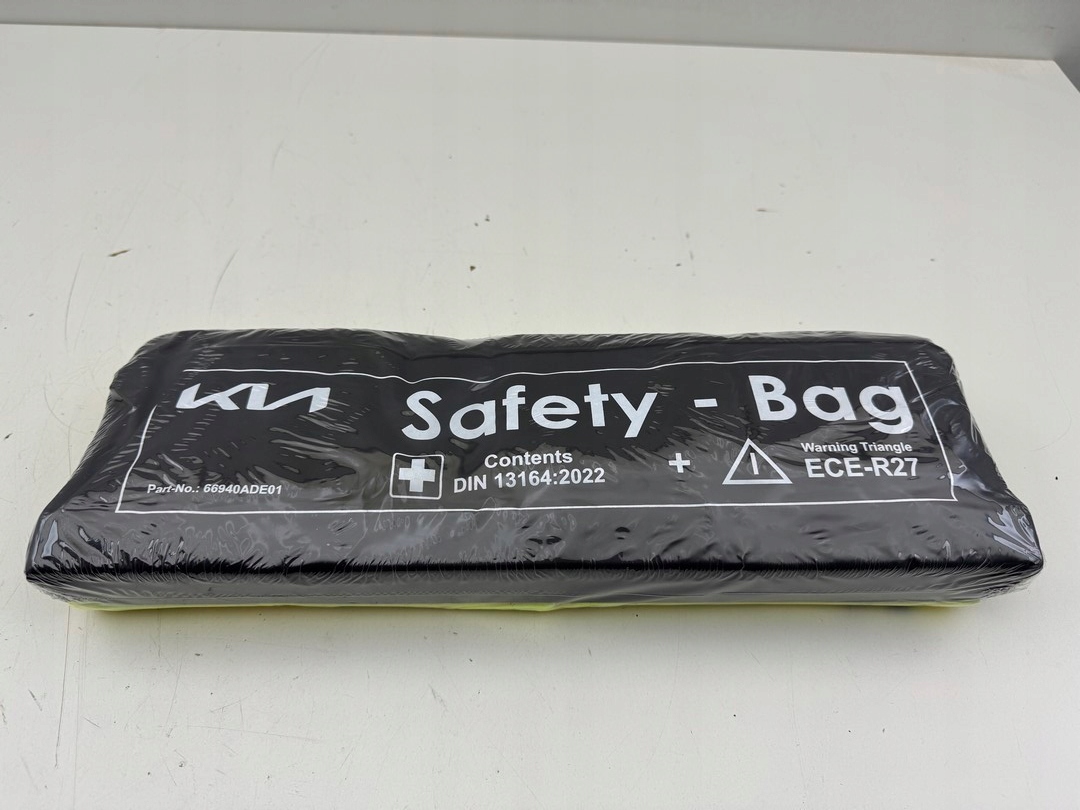 KIA
Safety - Bag
Contents
DIN 13164:2022
+
Warning Triangle
ECE-R27
Part-No.: 66940ADE01